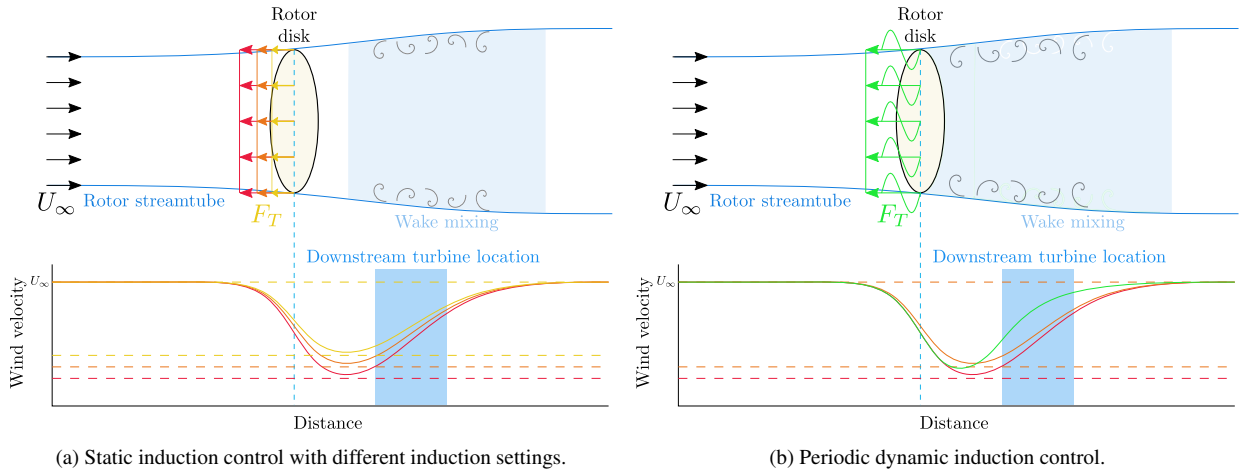 Rotor
disk
U∞
Rotor streamtube
F_T
Wake mixing
Downstream turbine location
U∞
Wind velocity
Distance
(a) Static induction control with different induction settings.
Rotor
disk
U∞
Rotor streamtube
F_T
Wake mixing
Downstream turbine location
U∞
Wind velocity
Distance
(b) Periodic dynamic induction control.